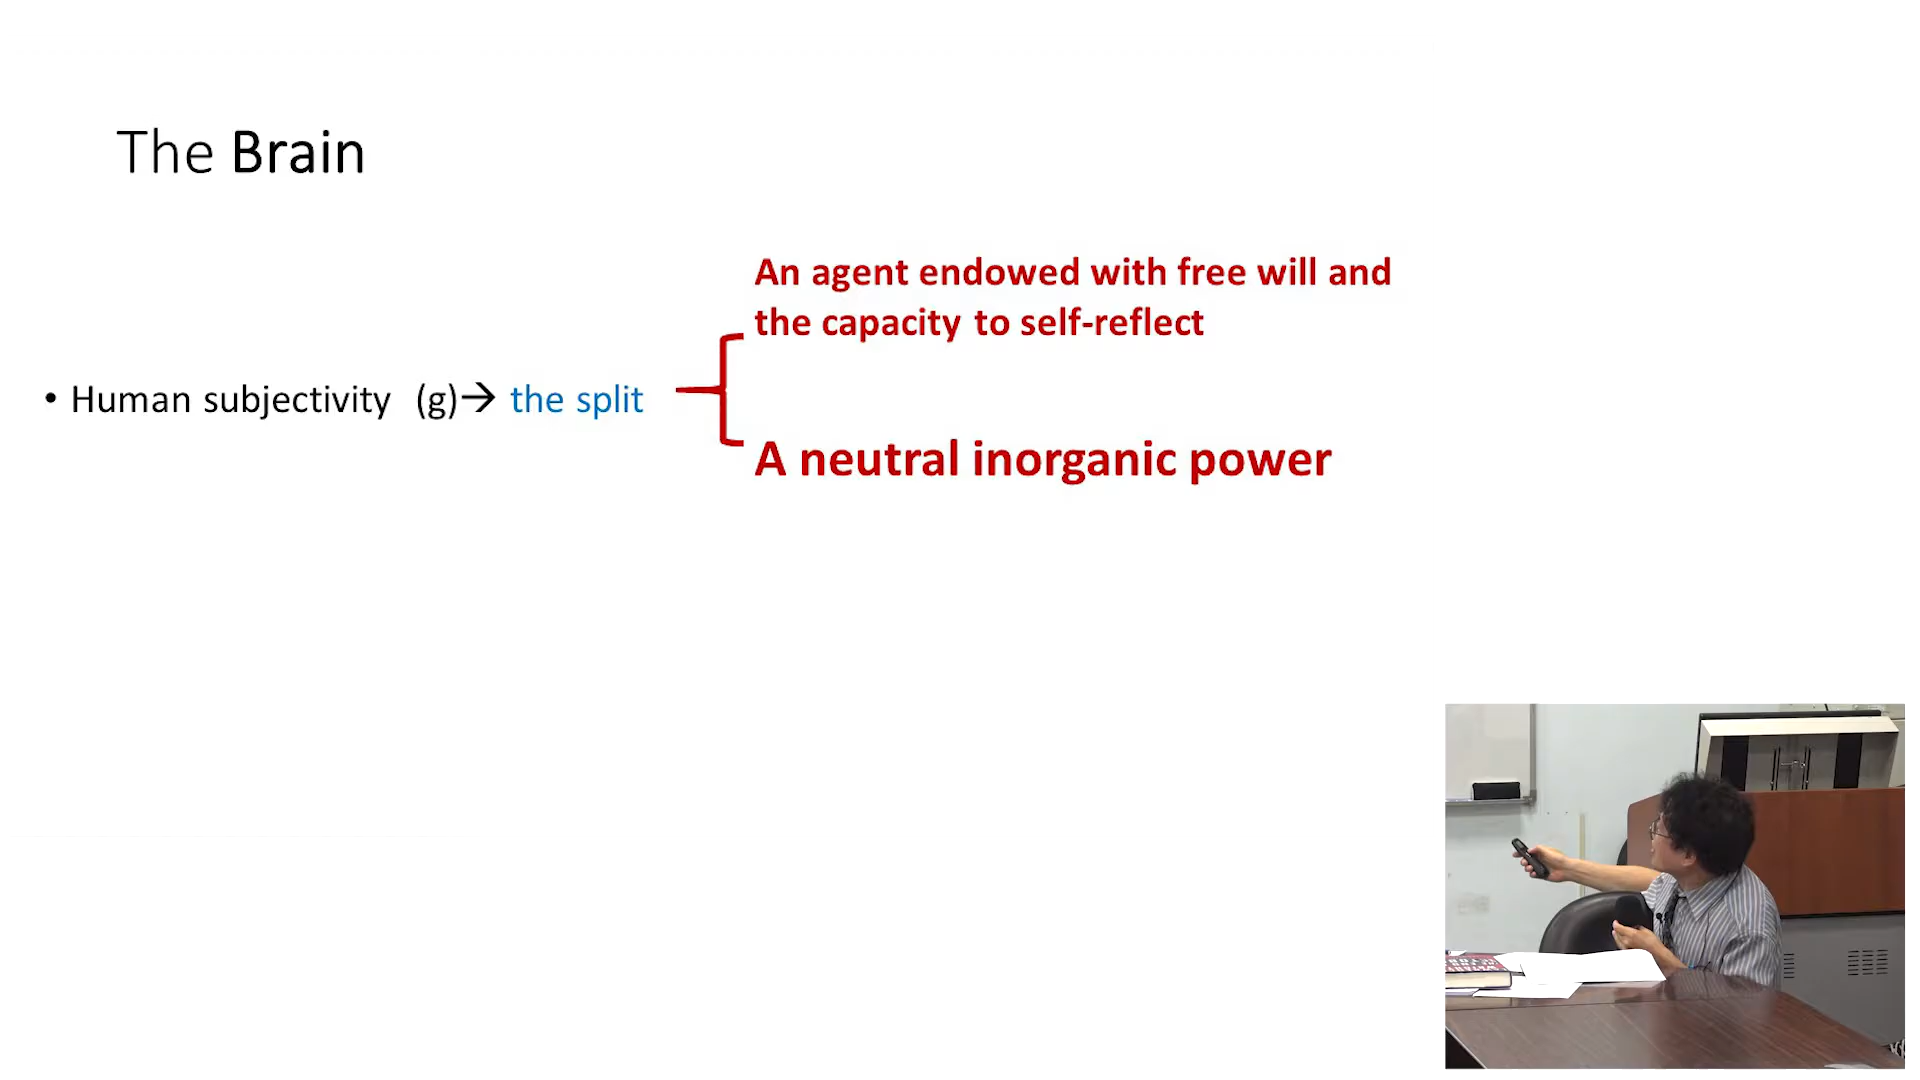 The Brain
An agent endowed with free will and
the capacity to self-reflect
• Human subjectivity (g)→ the split
A neutral inorganic power